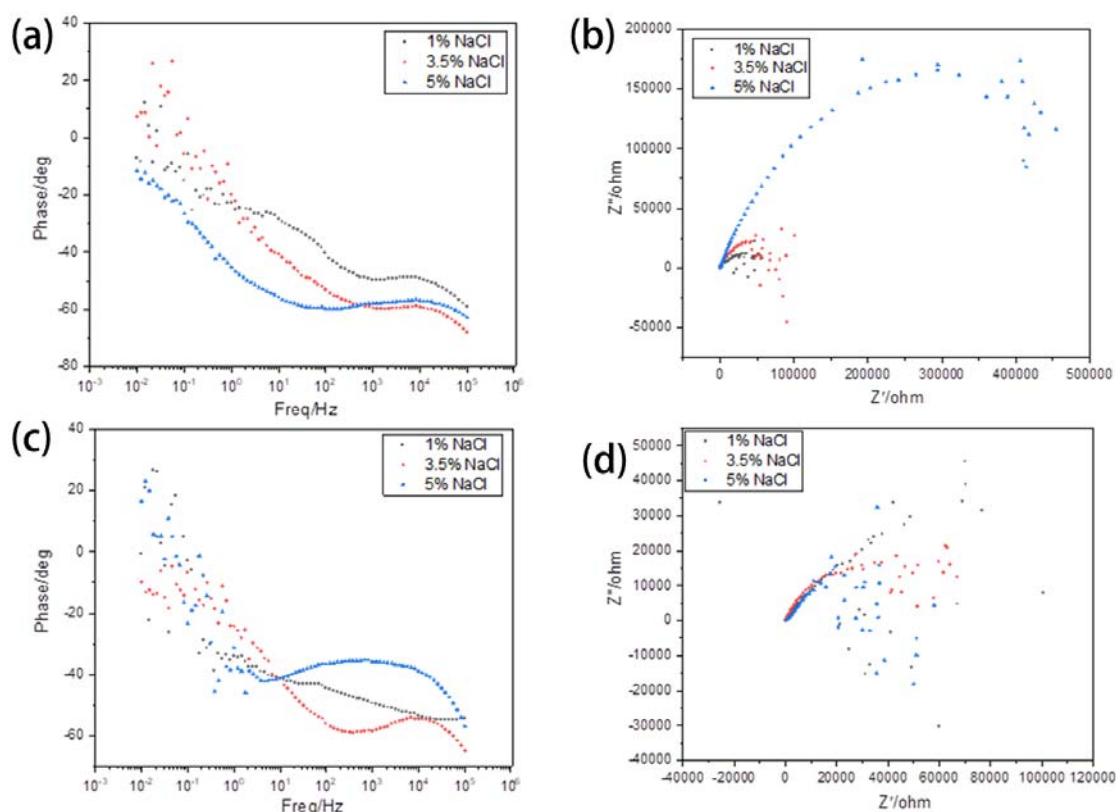 (a)
40
20
0
-20
-40
-60
-80
Phase/deg
1% NaCl
3.5% NaCl
5% NaCl
10-3 10-2 10-1 100 101 102 103 104 105 106
Freq/Hz
(b)
200000
150000
100000
50000
0
-50000
Z"/ohm
1% NaCl
3.5% NaCl
5% NaCl
0 100000 200000 300000 400000 500000
Z'/ohm
(c)
40
20
0
-20
-40
-60
Phase/deg
1% NaCl
3.5% NaCl
5% NaCl
10-3 10-2 10-1 100 101 102 103 104 105 106
Freq/Hz
(d)
50000
40000
30000
20000
10000
0
-10000
-20000
-30000
-40000
Z"/ohm
1% NaCl
3.5% NaCl
5% NaCl
-40000 -20000 0 20000 40000 60000 80000 100000 120000
Z'/ohm